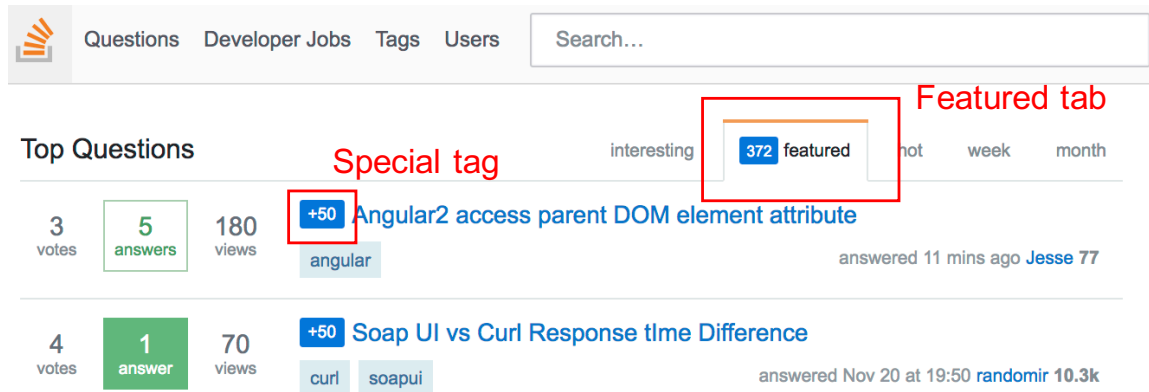 Questions Developer Jobs Tags Users Search...
Featured tab
Top Questions Special tag interesting 372 featured hot week month
3 votes 5 answers 180 views +50 Angular2 access parent DOM element attribute
angular answered 11 mins ago Jesse 77
4 votes 1 answer 70 views +50 Soap UI vs Curl Response tIme Difference
curl soapui answered Nov 20 at 19:50 randomir 10.3k